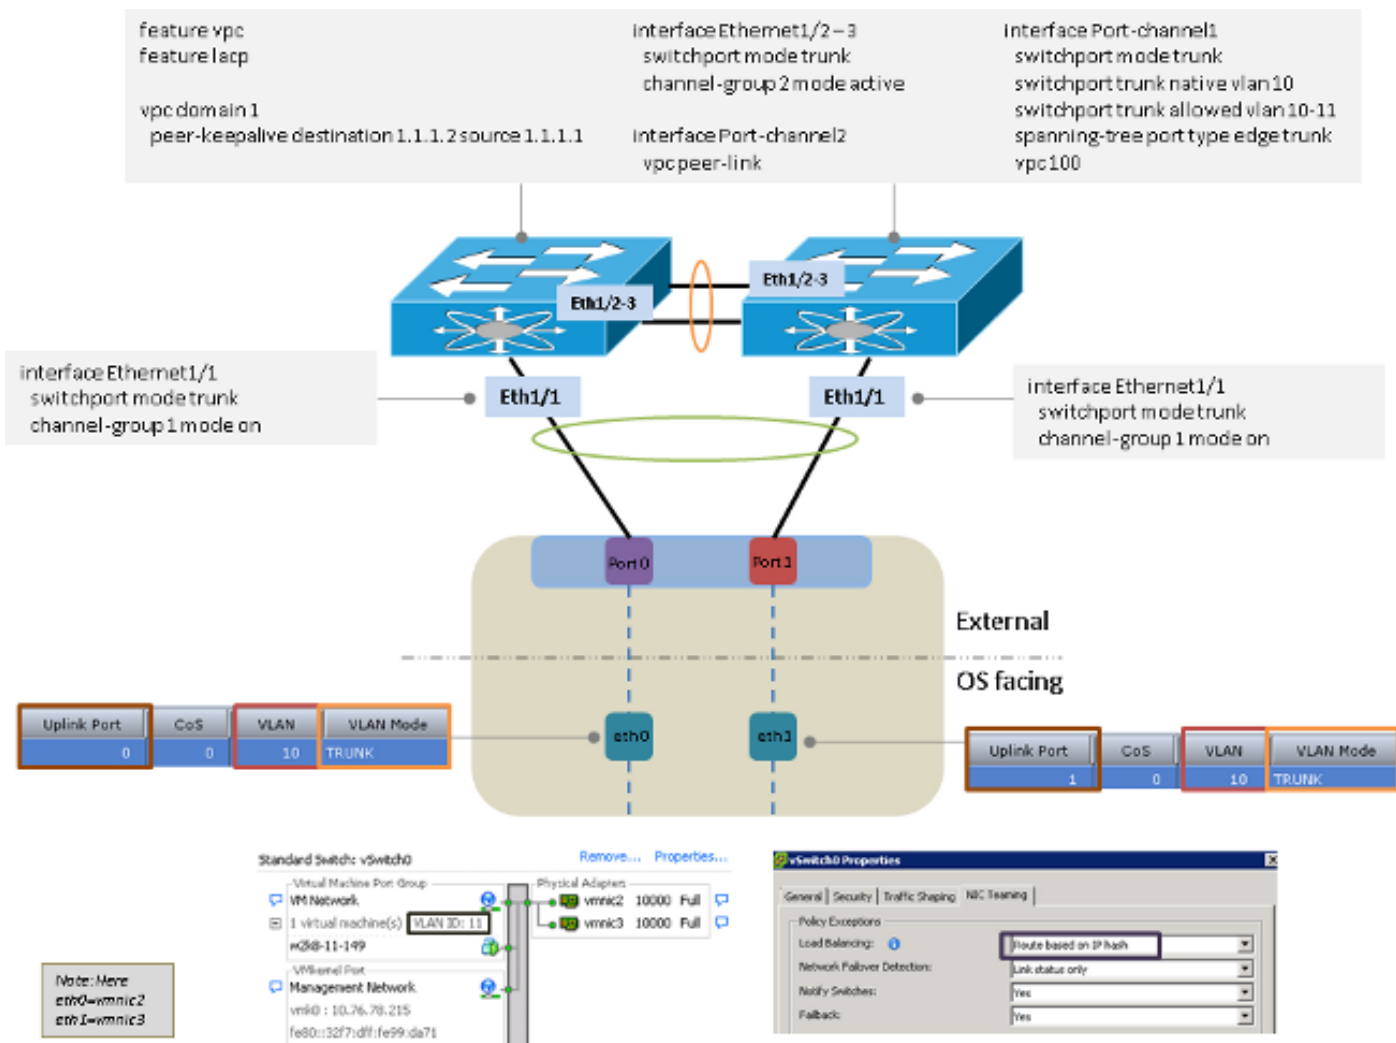 feature vpc
feature lacp
vpc domain 1
peer-keepalive destination 1.1.1.2 source 1.1.1.1
interface Ethernet1/2–3
switchport mode trunk
channel-group 2 mode active
interface Port-channel2
vpc peer-link
interface Port-channel1
switchport mode trunk
switchport trunk native vlan 10
switchport trunk allowed vlan 10-11
spanning-tree port type edge trunk
vpc 100
Eth1/2-3
Eth1/2-3
interface Ethernet1/1
switchport mode trunk
channel-group 1 mode on
Eth1/1
Eth1/1
interface Ethernet1/1
switchport mode trunk
channel-group 1 mode on
Port 0
Port 1
External
OS facing
Uplink Port CoS VLAN VLAN Mode
0 0 10 TRUNK
eth0
eth1
Uplink Port CoS VLAN VLAN Mode
1 0 10 TRUNK
Standard Switch: vSwitch0 Remove... Properties...
Virtual Machine Port Group Physical Adapters
VM Network vmnic2 10000 Full
1 virtual machine(s) VLAN ID: 11 vmnic3 10000 Full
w2k8-11-149
VMkernel Port
Management Network
vmk0 : 10.76.78.215
fe80::32f7:dff:fe99:da71
Note: Here
eth0=vmnic2
eth1=vmnic3
vSwitch0 Properties
General Security Traffic Shaping NIC Teaming
Policy Exceptions
Load Balancing: Route based on IP hash
Network Failover Detection: Link status only
Notify Switches: Yes
Failback: Yes